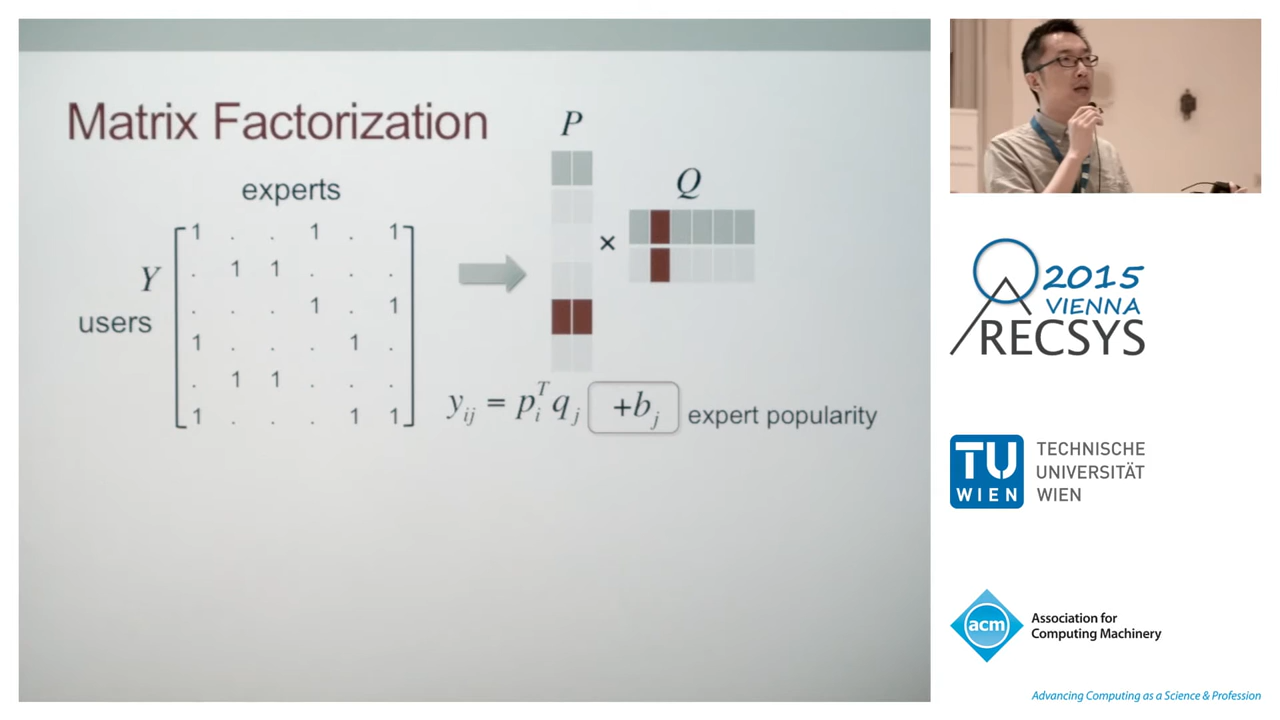 Matrix Factorization
P
experts
Q
Y
users
1 . . 1 . 1
. 1 1 . . .
. . . 1 . 1
1 . . . 1 .
. 1 1 . . .
1 . . . 1 1
×
y_ij = p_i^T q_j +b_j expert popularity
2015
VIENNA
RECSYS
TU
WIEN
TECHNISCHE
UNIVERSITÄT
WIEN
acm
Association for
Computing Machinery
Advancing Computing as a Science & Profession